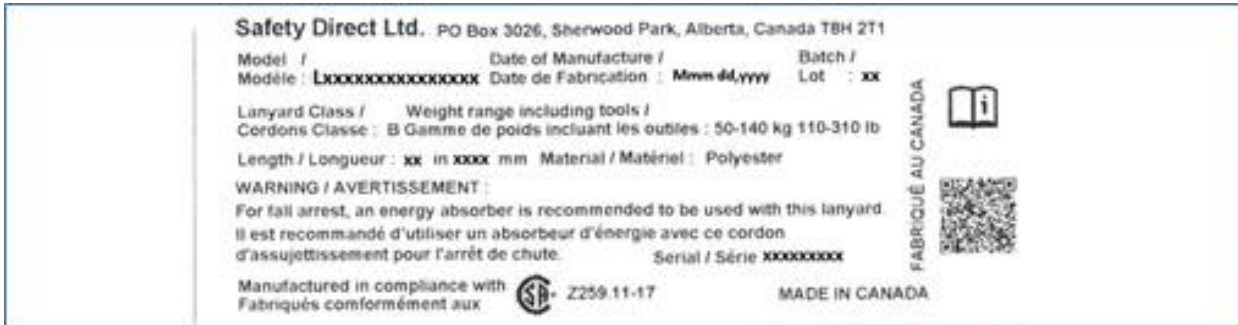 Safety Direct Ltd. PO Box 3026, Sherwood Park, Alberta, Canada T8H 2T1
Model / Date of Manufacture / Batch /
Modèle : Lxxxxxxxxxxxxxxx Date de Fabrication : Mmm dd,yyyy Lot : xx
Lanyard Class / Weight range including tools /
Cordons Classe : B Gamme de poids incluant les outiles : 50-140 kg 110-310 lb
Length / Longueur : xx in xxxx mm Material / Matériel : Polyester
WARNING / AVERTISSEMENT :
For fall arrest, an energy absorber is recommended to be used with this lanyard.
Il est recommandé d'utiliser un absorbeur d'énergie avec ce cordon
d'assujettissement pour l'arrêt de chute. Serial / Série xxxxxxxxx
Manufactured in compliance with
Fabriqués comformément aux CSA Z259.11-17 MADE IN CANADA
FABRIQUÉ AU CANADA
i